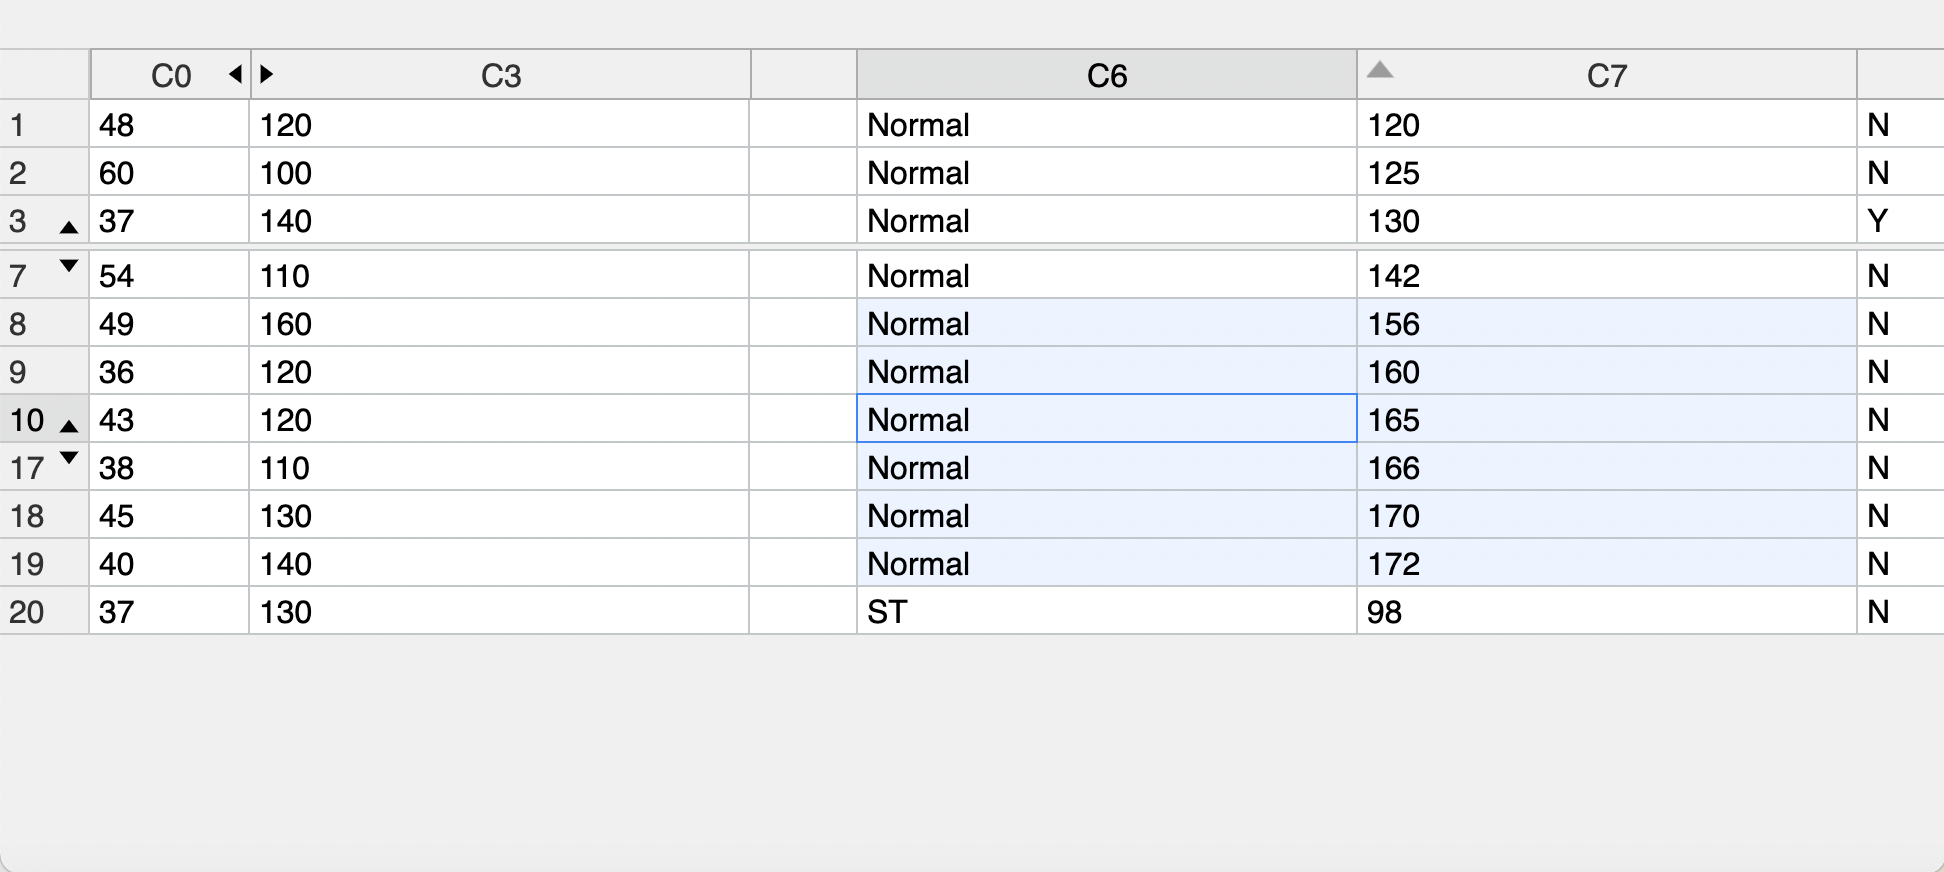 C0 C3 C6 C7
1 48 120 Normal 120 N
2 60 100 Normal 125 N
3 37 140 Normal 130 Y
7 54 110 Normal 142 N
8 49 160 Normal 156 N
9 36 120 Normal 160 N
10 43 120 Normal 165 N
17 38 110 Normal 166 N
18 45 130 Normal 170 N
19 40 140 Normal 172 N
20 37 130 ST 98 N